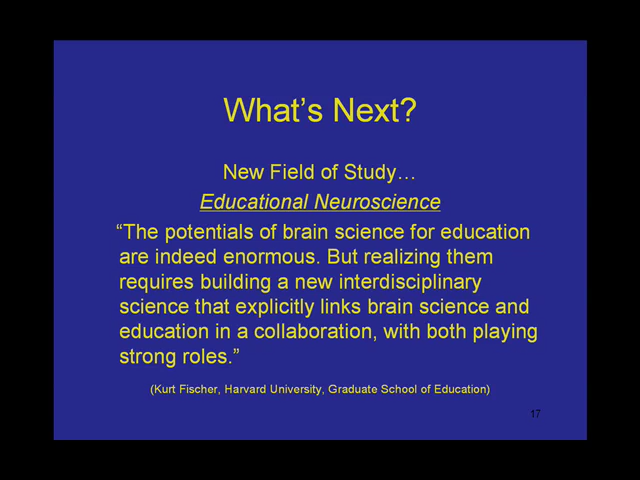 What's Next?
New Field of Study…
Educational Neuroscience
“The potentials of brain science for education
are indeed enormous. But realizing them
requires building a new interdisciplinary
science that explicitly links brain science and
education in a collaboration, with both playing
strong roles.”
(Kurt Fischer, Harvard University, Graduate School of Education)
17